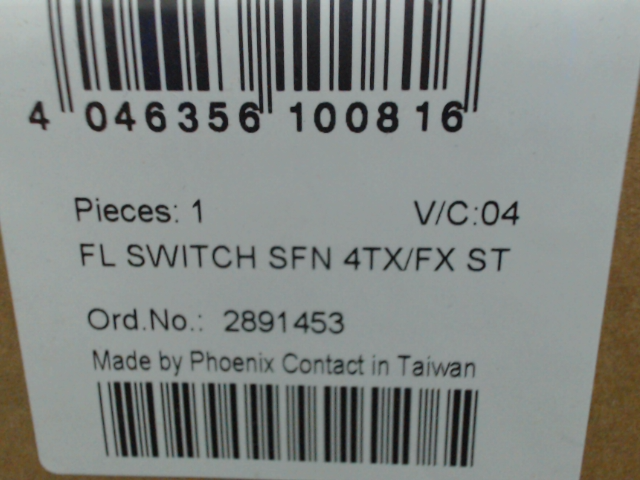 4 046356 100816
Pieces: 1 V/C:04
FL SWITCH SFN 4TX/FX ST
Ord.No.: 2891453
Made by Phoenix Contact in Taiwan